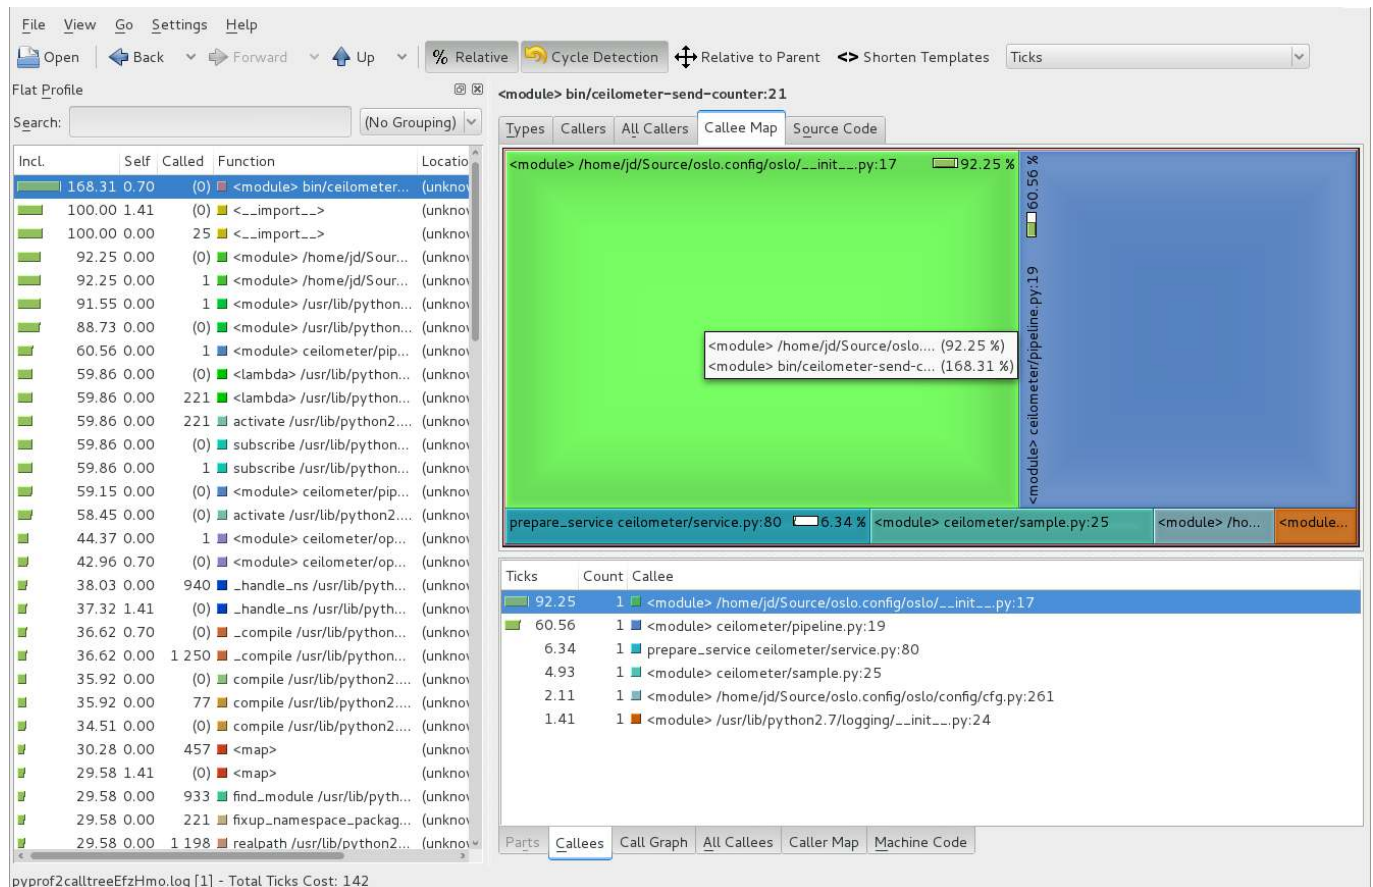 File View Go Settings Help
Open Back Forward Up % Relative Cycle Detection Relative to Parent <> Shorten Templates Ticks
Flat Profile
Search: (No Grouping)
Incl. Self Called Function Locatio
168.31 0.70 (0) <module> bin/ceilometer... (unknov
100.00 1.41 (0) <__import__> (unknov
100.00 0.00 25 <__import__> (unknov
92.25 0.00 (0) <module> /home/jd/Sour... (unknov
92.25 0.00 1 <module> /home/jd/Sour... (unknov
91.55 0.00 1 <module> /usr/lib/python... (unknov
88.73 0.00 (0) <module> /usr/lib/python... (unknov
60.56 0.00 1 <module> ceilometer/pip... (unknov
59.86 0.00 (0) <lambda> /usr/lib/python... (unknov
59.86 0.00 221 <lambda> /usr/lib/python... (unknov
59.86 0.00 221 activate /usr/lib/python2.... (unknov
59.86 0.00 (0) subscribe /usr/lib/python... (unknov
59.86 0.00 1 subscribe /usr/lib/python... (unknov
59.15 0.00 (0) <module> ceilometer/pip... (unknov
58.45 0.00 (0) activate /usr/lib/python2.... (unknov
44.37 0.00 1 <module> ceilometer/op... (unknov
42.96 0.70 (0) <module> ceilometer/op... (unknov
38.03 0.00 940 _handle_ns /usr/lib/pyth... (unknov
37.32 1.41 (0) _handle_ns /usr/lib/pyth... (unknov
36.62 0.70 (0) _compile /usr/lib/python... (unknov
36.62 0.00 1 250 _compile /usr/lib/python... (unknov
35.92 0.00 (0) compile /usr/lib/python2.... (unknov
35.92 0.00 77 compile /usr/lib/python2.... (unknov
34.51 0.00 (0) compile /usr/lib/python2.... (unknov
30.28 0.00 457 <map> (unknov
29.58 1.41 (0) <map> (unknov
29.58 0.00 933 find_module /usr/lib/pyth... (unknov
29.58 0.00 221 fixup_namespace_packag... (unknov
29.58 0.00 1 198 realpath /usr/lib/python2... (unknov
<module> bin/ceilometer-send-counter:21
Types Callers All Callers Callee Map Source Code
<module> /home/jd/Source/oslo.config/oslo/__init__.py:17 92.25 %
<module> ceilometer/pipeline.py:19 60.56 %
<module> /home/jd/Source/oslo.... (92.25 %)
<module> bin/ceilometer-send-c... (168.31 %)
prepare_service ceilometer/service.py:80 6.34 % <module> ceilometer/sample.py:25 <module> /ho... <module...
Ticks Count Callee
92.25 1 <module> /home/jd/Source/oslo.config/oslo/__init__.py:17
60.56 1 <module> ceilometer/pipeline.py:19
6.34 1 prepare_service ceilometer/service.py:80
4.93 1 <module> ceilometer/sample.py:25
2.11 1 <module> /home/jd/Source/oslo.config/oslo/config/cfg.py:261
1.41 1 <module> /usr/lib/python2.7/logging/__init__.py:24
Parts Callees Call Graph All Callees Caller Map Machine Code
pyprof2calltreeEfzHmo.log [1] - Total Ticks Cost: 142